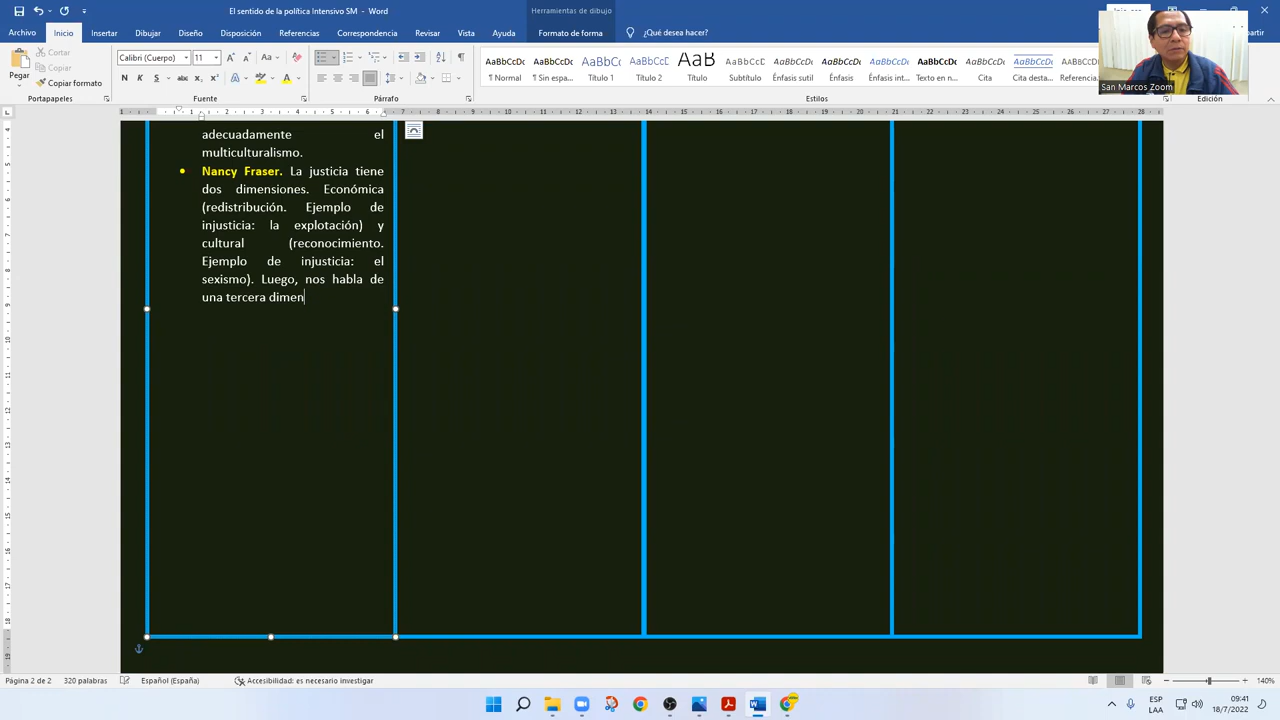 El sentido de la multiculturalidad Intensivo SM - Word
Herramientas de dibujo
Archivo Inicio Insertar Dibujar Diseño Disposición Referencias Correspondencia Revisar Vista Ayuda Formato de forma ¿Qué desea hacer?
Cortar
Copiar
Copiar formato
Pegar
Calibri (Cuerpo) 11
Normal
Sin espa...
Título 1
Título 2
Título
Subtítulo
Énfasis sutil
Énfasis
Énfasis int...
Texto en n...
Cita
Cita desta...
Referencia...
Portapapeles Fuente Párrafo Estilos Edición
San Marcos Zoom
adecuadamente el
multiculturalismo.
Nancy Fraser. La justicia tiene
dos dimensiones. Económica
(redistribución. Ejemplo de
injusticia: la explotación) y
cultural (reconocimiento.
Ejemplo de injusticia: el
sexismo). Luego, nos habla de
una tercera dimen
Página 2 de 2 320 palabras Español (España) Accesibilidad: es necesario investigar 140%
ESP
LAA
09:41
18/7/2022